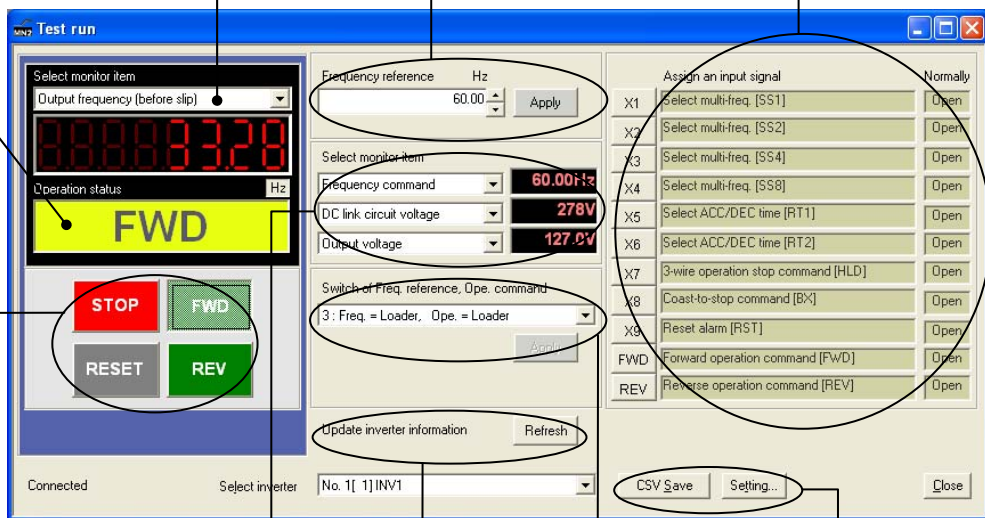 Test run
Select monitor item
Output frequency (before slip)
33.28
Operation status
Hz
FWD
STOP
FWD
RESET
REV
Frequency reference Hz
60.00
Apply
Select monitor item
Frequency command
60.00Hz
DC link circuit voltage
278V
Output voltage
127.0V
Switch of Freq. reference, Ope. command
3 : Freq. = Loader, Ope. = Loader
Apply
Update inverter information
Refresh
Assign an input signal Normally
X1 Select multi-freq. [SS1] Open
X2 Select multi-freq. [SS2] Open
X3 Select multi-freq. [SS4] Open
X4 Select multi-freq. [SS8] Open
X5 Select ACC/DEC time [RT1] Open
X6 Select ACC/DEC time [RT2] Open
X7 3-wire operation stop command [HLD] Open
X8 Coast-to-stop command [BX] Open
X9 Reset alarm [RST] Open
FWD Forward operation command [FWD] Open
REV Reverse operation command [REV] Open
Connected
Select inverter
No. 1[ 1] INV1
CSV Save
Setting...
Close